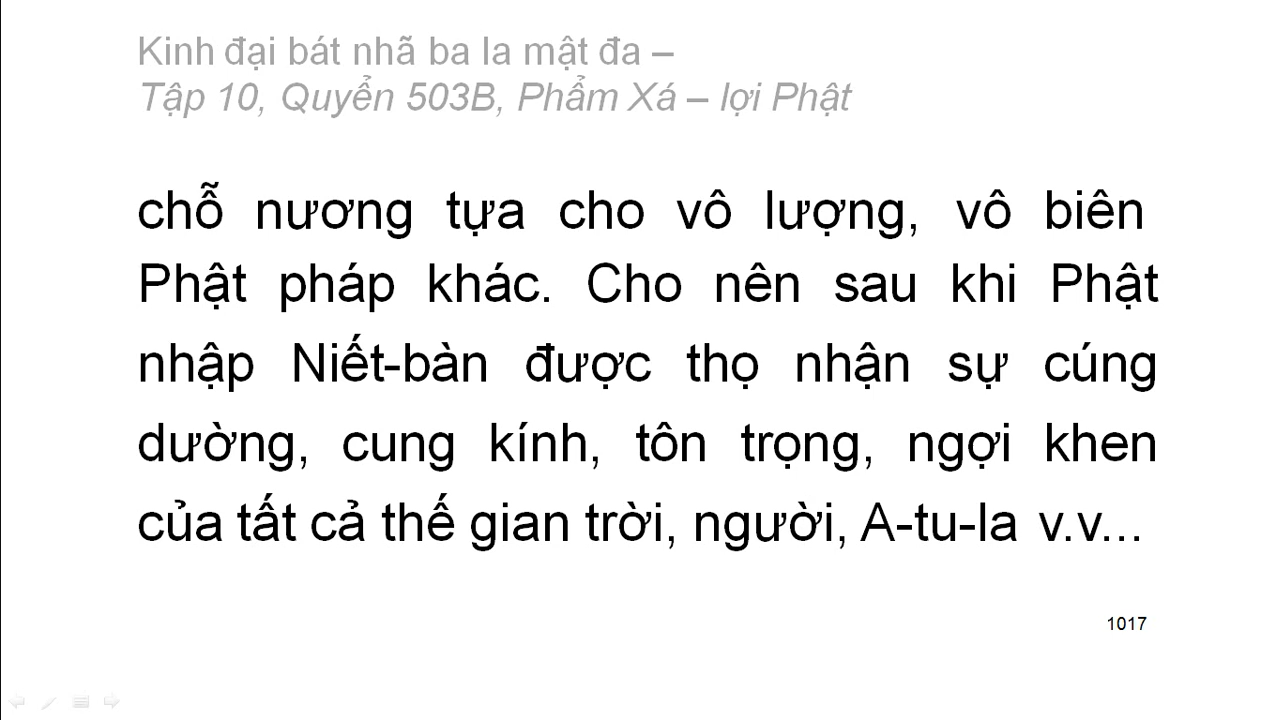 Kinh đại bát nhã ba la mật đa –
Tập 10, Quyển 503B, Phẩm Xá – lợi Phật
chỗ nương tựa cho vô lượng, vô biên
Phật pháp khác. Cho nên sau khi Phật
nhập Niết-bàn được thọ nhận sự cúng
dường, cung kính, tôn trọng, ngợi khen
của tất cả thế gian trời, người, A-tu-la v.v...
1017